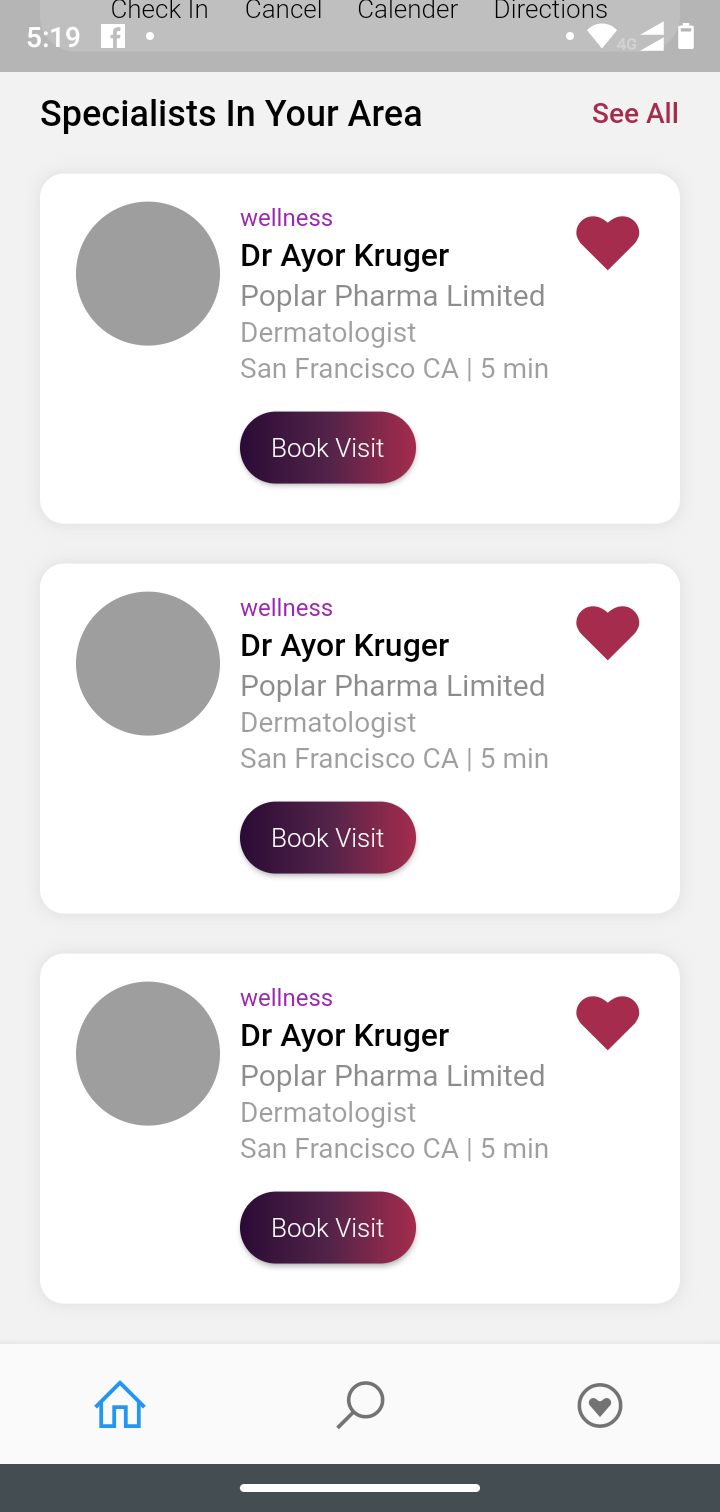 Check In Cancel Calender Directions
5:19 4G
Specialists In Your Area See All
wellness
Dr Ayor Kruger
Poplar Pharma Limited
Dermatologist
San Francisco CA | 5 min
Book Visit
wellness
Dr Ayor Kruger
Poplar Pharma Limited
Dermatologist
San Francisco CA | 5 min
Book Visit
wellness
Dr Ayor Kruger
Poplar Pharma Limited
Dermatologist
San Francisco CA | 5 min
Book Visit